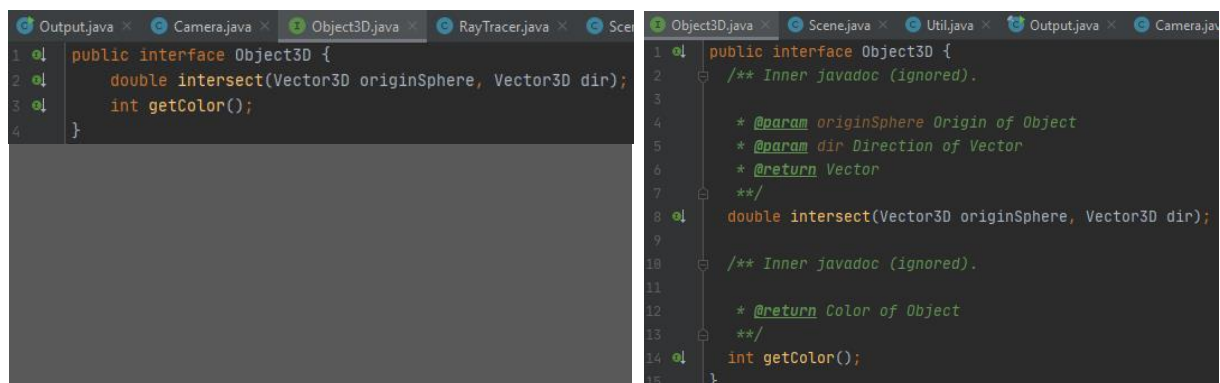 Output.java × Camera.java × Object3D.java × RayTracer.java ×
1 public interface Object3D {
2 double intersect(Vector3D originSphere, Vector3D dir);
3 int getColor();
4 }
Object3D.java × Scene.java × Util.java × Output.java × Camera.jav
1 public interface Object3D {
2 /** Inner javadoc (ignored).
3
4 * @param originSphere Origin of Object
5 * @param dir Direction of Vector
6 * @return Vector
7 **/
8 double intersect(Vector3D originSphere, Vector3D dir);
9
10 /** Inner javadoc (ignored).
11
12 * @return Color of Object
13 **/
14 int getColor();
15 }